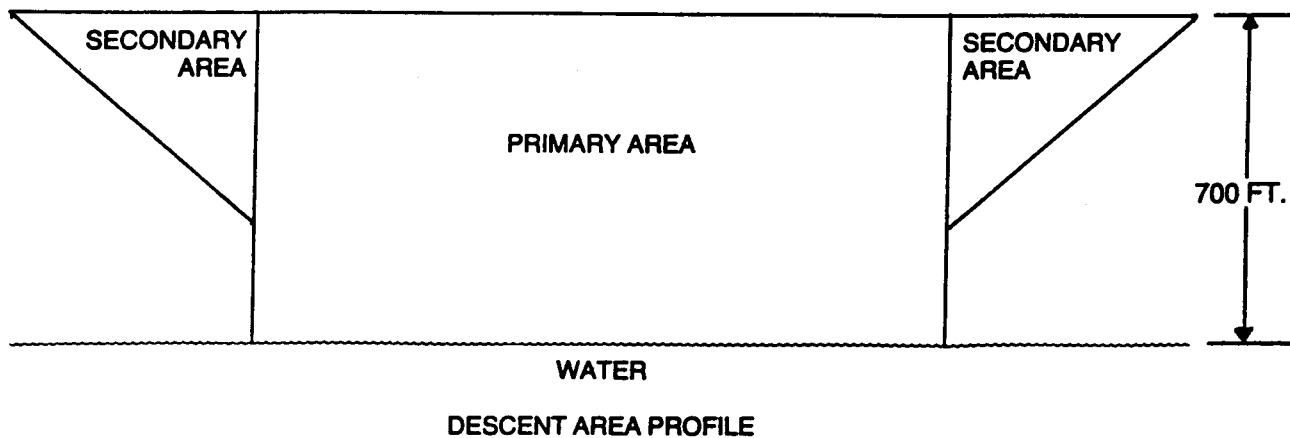 SECONDARY
AREA
SECONDARY
AREA
PRIMARY AREA
700 FT.
WATER
DESCENT AREA PROFILE